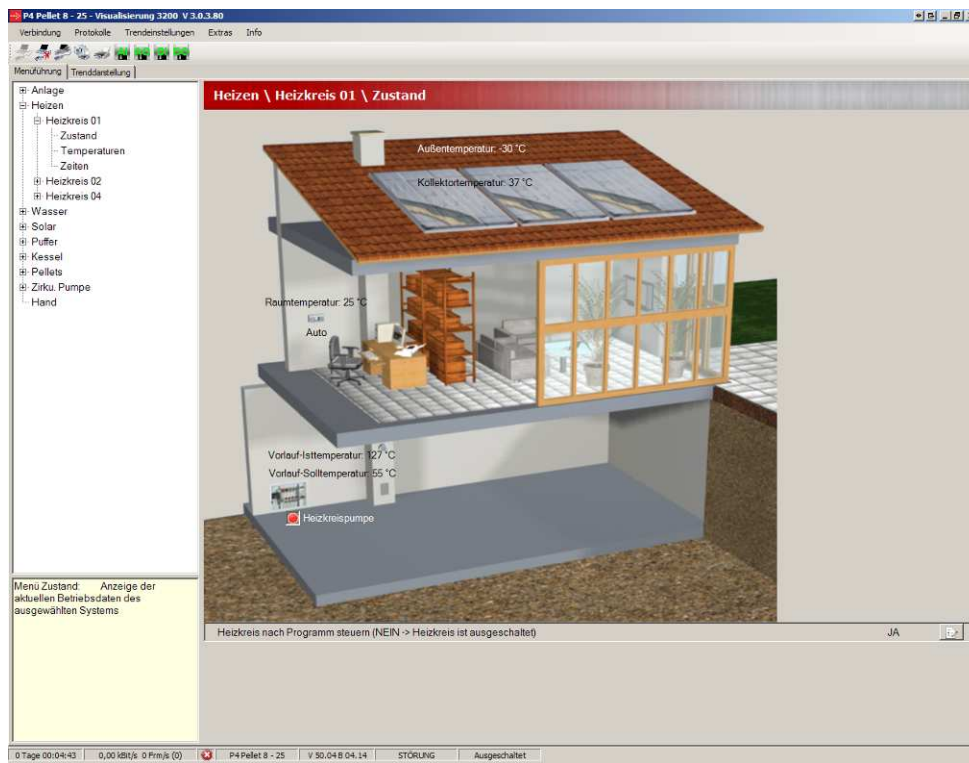 P4 Pellet 8 - 25 - Visualisierung 3200 V 3.0.3.80
Verbindung Protokolle Trendeinstellungen Extras Info
Menüführung Trenddarstellung
Anlage
Heizen
Heizkreis 01
Zustand
Temperaturen
Zeiten
Heizkreis 02
Heizkreis 04
Wasser
Solar
Puffer
Kessel
Pellets
Zirku. Pumpe
Hand
Menü Zustand: Anzeige der
aktuellen Betriebsdaten des
ausgewählten Systems
Heizen \ Heizkreis 01 \ Zustand
Außentemperatur: -30 °C
Kollektortemperatur: 37 °C
Raumtemperatur: 25 °C
Auto
Vorlauf-Isttemperatur: 127 °C
Vorlauf-Solltemperatur: 55 °C
Heizkreispumpe
Heizkreis nach Programm steuern (NEIN -> Heizkreis ist ausgeschaltet) JA
0 Tage 00:04:43 0,00 kBit/s 0 Frm/s (0) P4 Pellet 8 - 25 V 50.04 B 04.14 STÖRUNG Ausgeschaltet